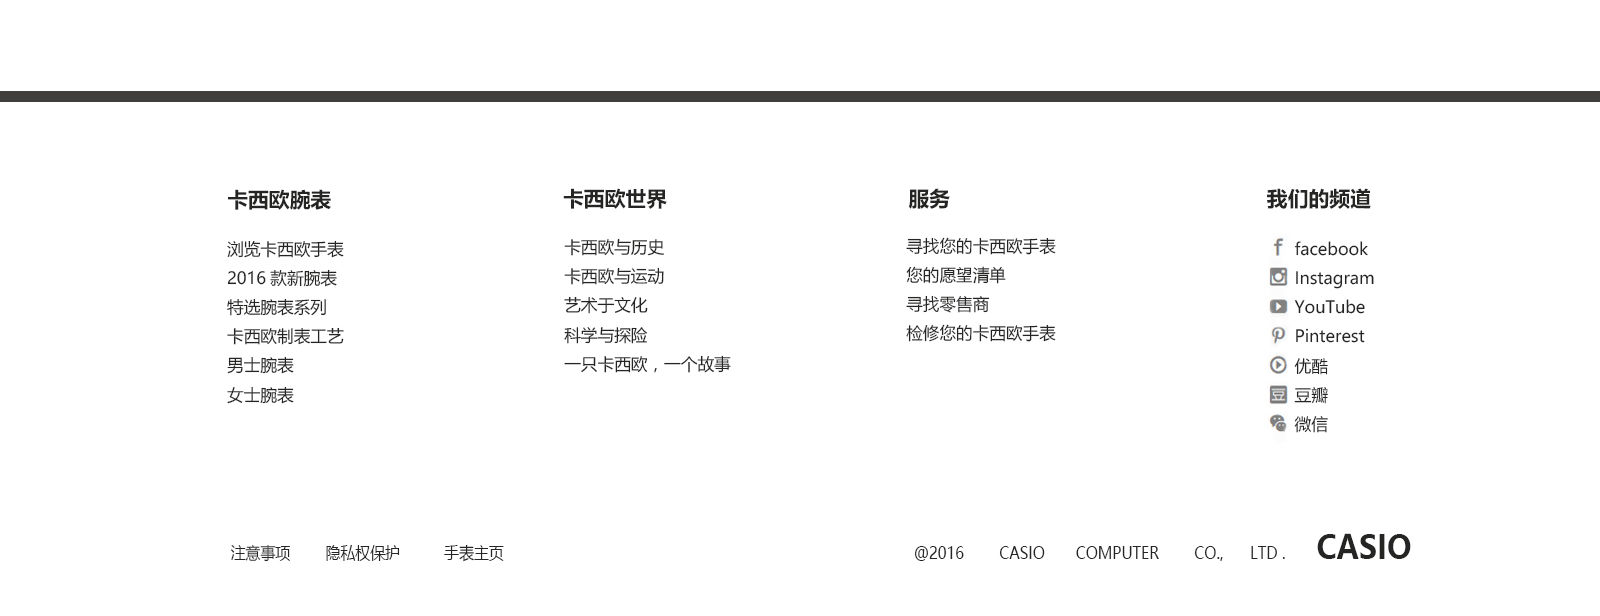 卡西欧腕表
浏览卡西欧手表
2016 款新腕表
特选腕表系列
卡西欧制表工艺
男士腕表
女士腕表
卡西欧世界
卡西欧与历史
卡西欧与运动
艺术于文化
科学与探险
一只卡西欧，一个故事
服务
寻找您的卡西欧手表
您的愿望清单
寻找零售商
检修您的卡西欧手表
我们的频道
facebook
Instagram
YouTube
Pinterest
优酷
豆瓣
微信
注意事项 隐私权保护 手表主页
@2016 CASIO COMPUTER CO., LTD . CASIO